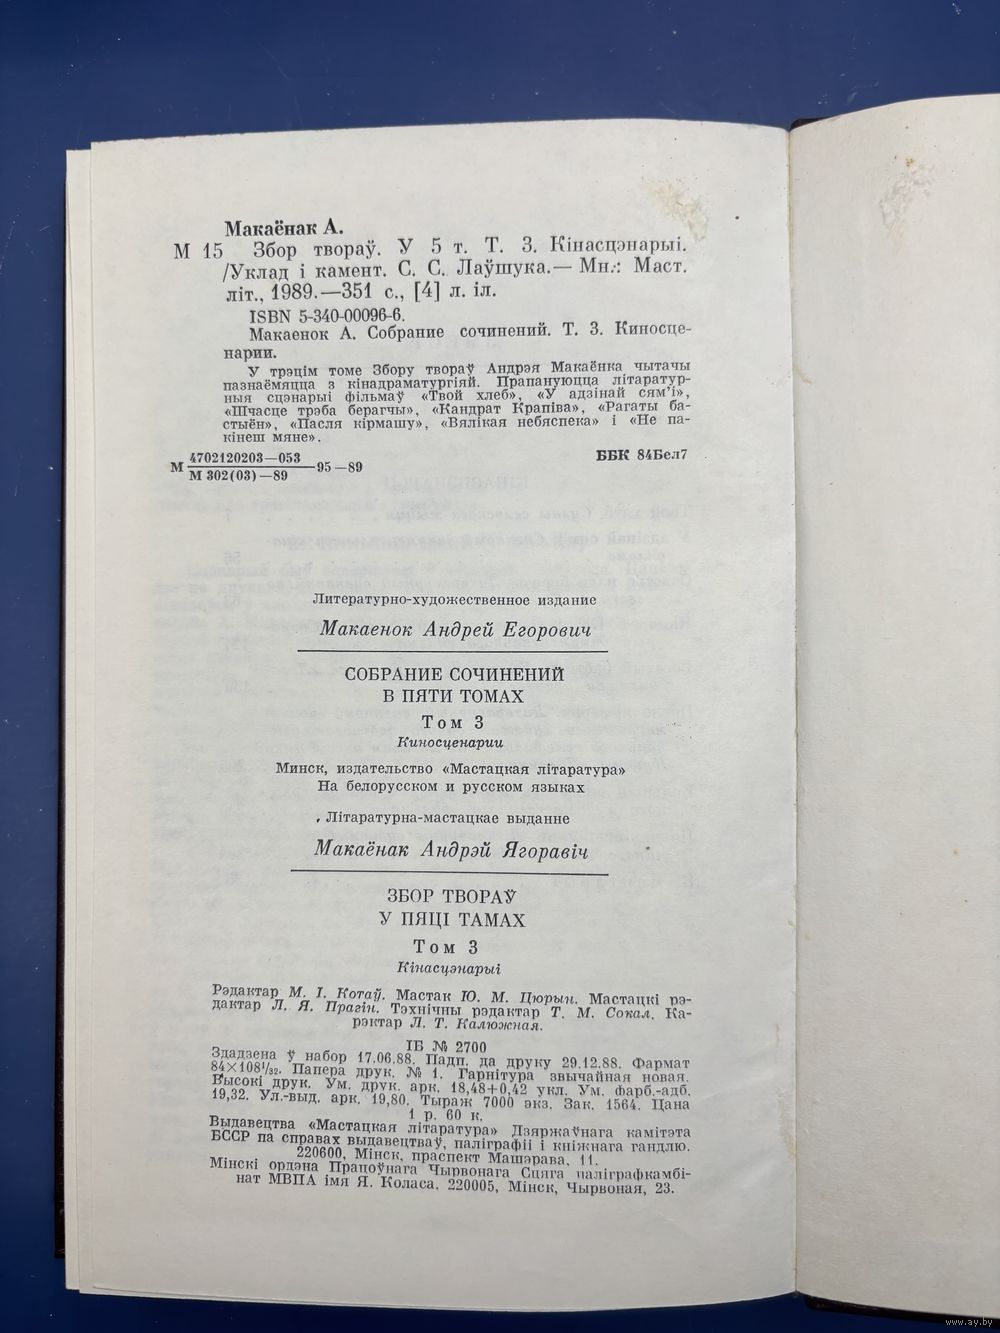 Макаёнак А.
М 15 Збор твораў. У 5 т. Т. 3. Кінасцэнарыі.
/Уклад і камент. С. С. Лаўшука.— Мн.: Маст.
літ., 1989.—351 с., [4] л. іл.
ISBN 5-340-00096-6.
Макаенок А. Собрание сочинений. Т. 3. Киносце-
нарии.
У трэцім томе Збору твораў Андрэя Макаёнка чытачы
пазнаёмяцца з кінадраматургіяй. Прапануюцца літаратур-
ныя сцэнарыі фільмаў «Твой хлеб», «У адзінай сям'і»,
«Шчасце трэба берагчы», «Кандрат Крапіва», «Рагаты ба-
стыён», «Пасля кірмашу», «Вялікая небяспека» і «Не па-
кінеш мяне».
М 4702120203—053
М 302(03)—89 95—89
ББК 84Бел7
Литературно-художественное издание
Макаенок Андрей Егорович
СОБРАНИЕ СОЧИНЕНИЙ
В ПЯТИ ТОМАХ
Том 3
Киносценарии
Минск, издательство «Мастацкая літаратура»
На белорусском и русском языках
Літаратурна-мастацкае выданне
Макаёнак Андрэй Ягоравіч
ЗБОР ТВОРАЎ
У ПЯЦІ ТАМАХ
Том 3
Кінасцэнарыі
Рэдактар М. І. Котаў. Мастак Ю. М. Цюрын. Мастацкі рэ-
дактар Л. Я. Прагін. Тэхнічны рэдактар Т. М. Сокал. Ка-
рэктар Л. Т. Калюжная.
ІБ № 2700
Здадзена ў набор 17.06.88. Падп. да друку 29.12.88. Фармат
84×108¹/₃₂. Папера друк. № 1. Гарнітура звычайная новая.
Высокі друк. Ум. друк. арк. 18,48+0,42 укл. Ум. фарб.-адб.
19,32. Ул.-выд. арк. 19,80. Тыраж 7000 экз. Зак. 1564. Цана
1 р. 60 к.
Выдавецтва «Мастацкая літаратура» Дзяржаўнага камітэта
БССР па справах выдавецтваў, паліграфіі і кніжнага гандлю.
220600, Мінск, праспект Машэрава, 11.
Мінскі ордэна Працоўнага Чырвонага Сцяга паліграфкамбі-
нат МВПА імя Я. Коласа. 220005, Мінск, Чырвоная, 23.
www.ay.by